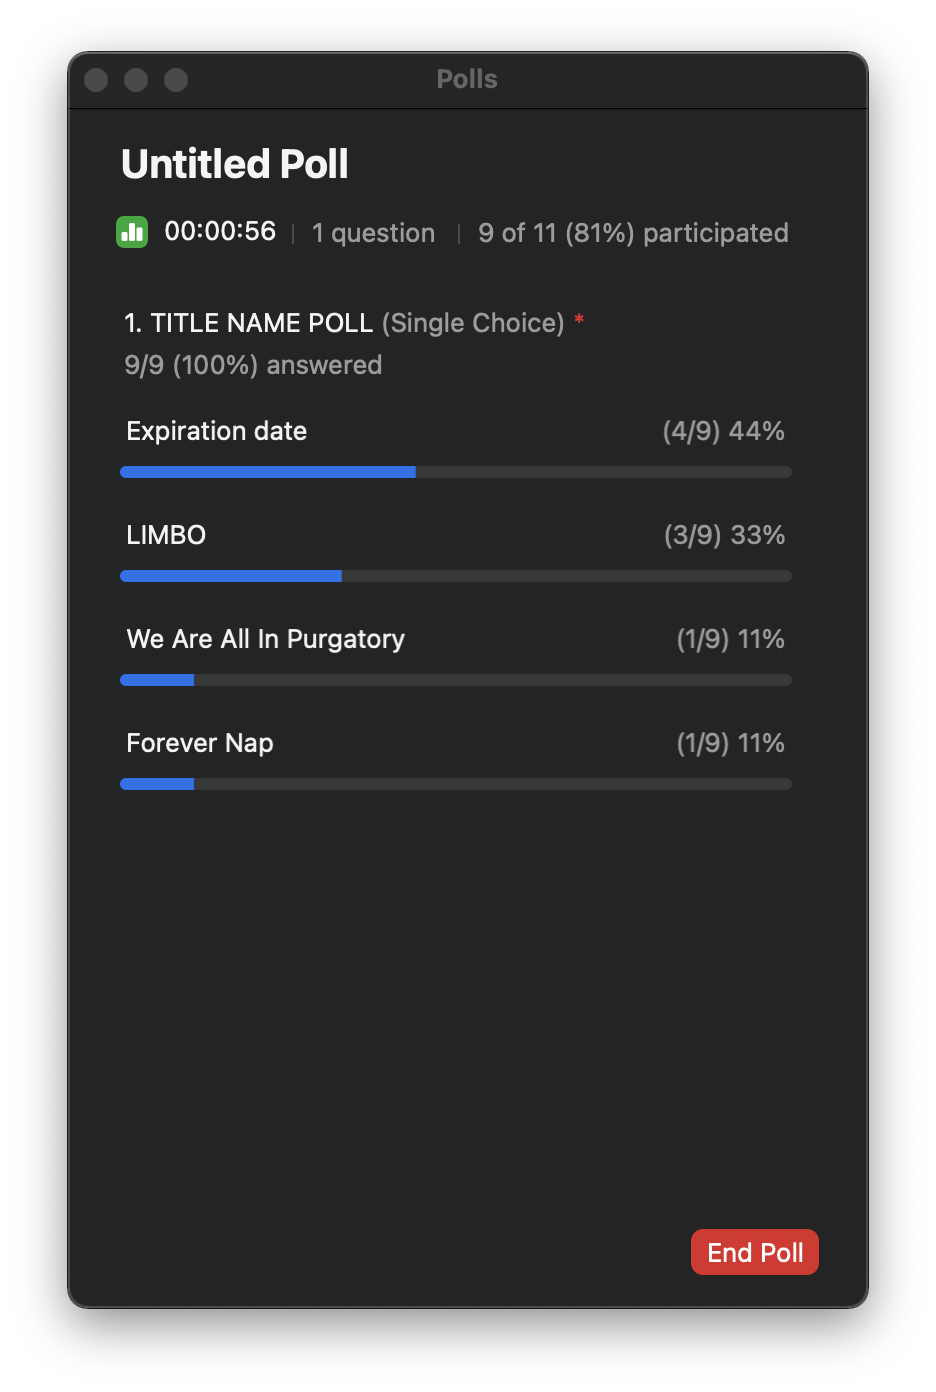 Polls
Untitled Poll
00:00:56 | 1 question | 9 of 11 (81%) participated
1. TITLE NAME POLL (Single Choice) *
9/9 (100%) answered
Expiration date (4/9) 44%
LIMBO (3/9) 33%
We Are All In Purgatory (1/9) 11%
Forever Nap (1/9) 11%
End Poll